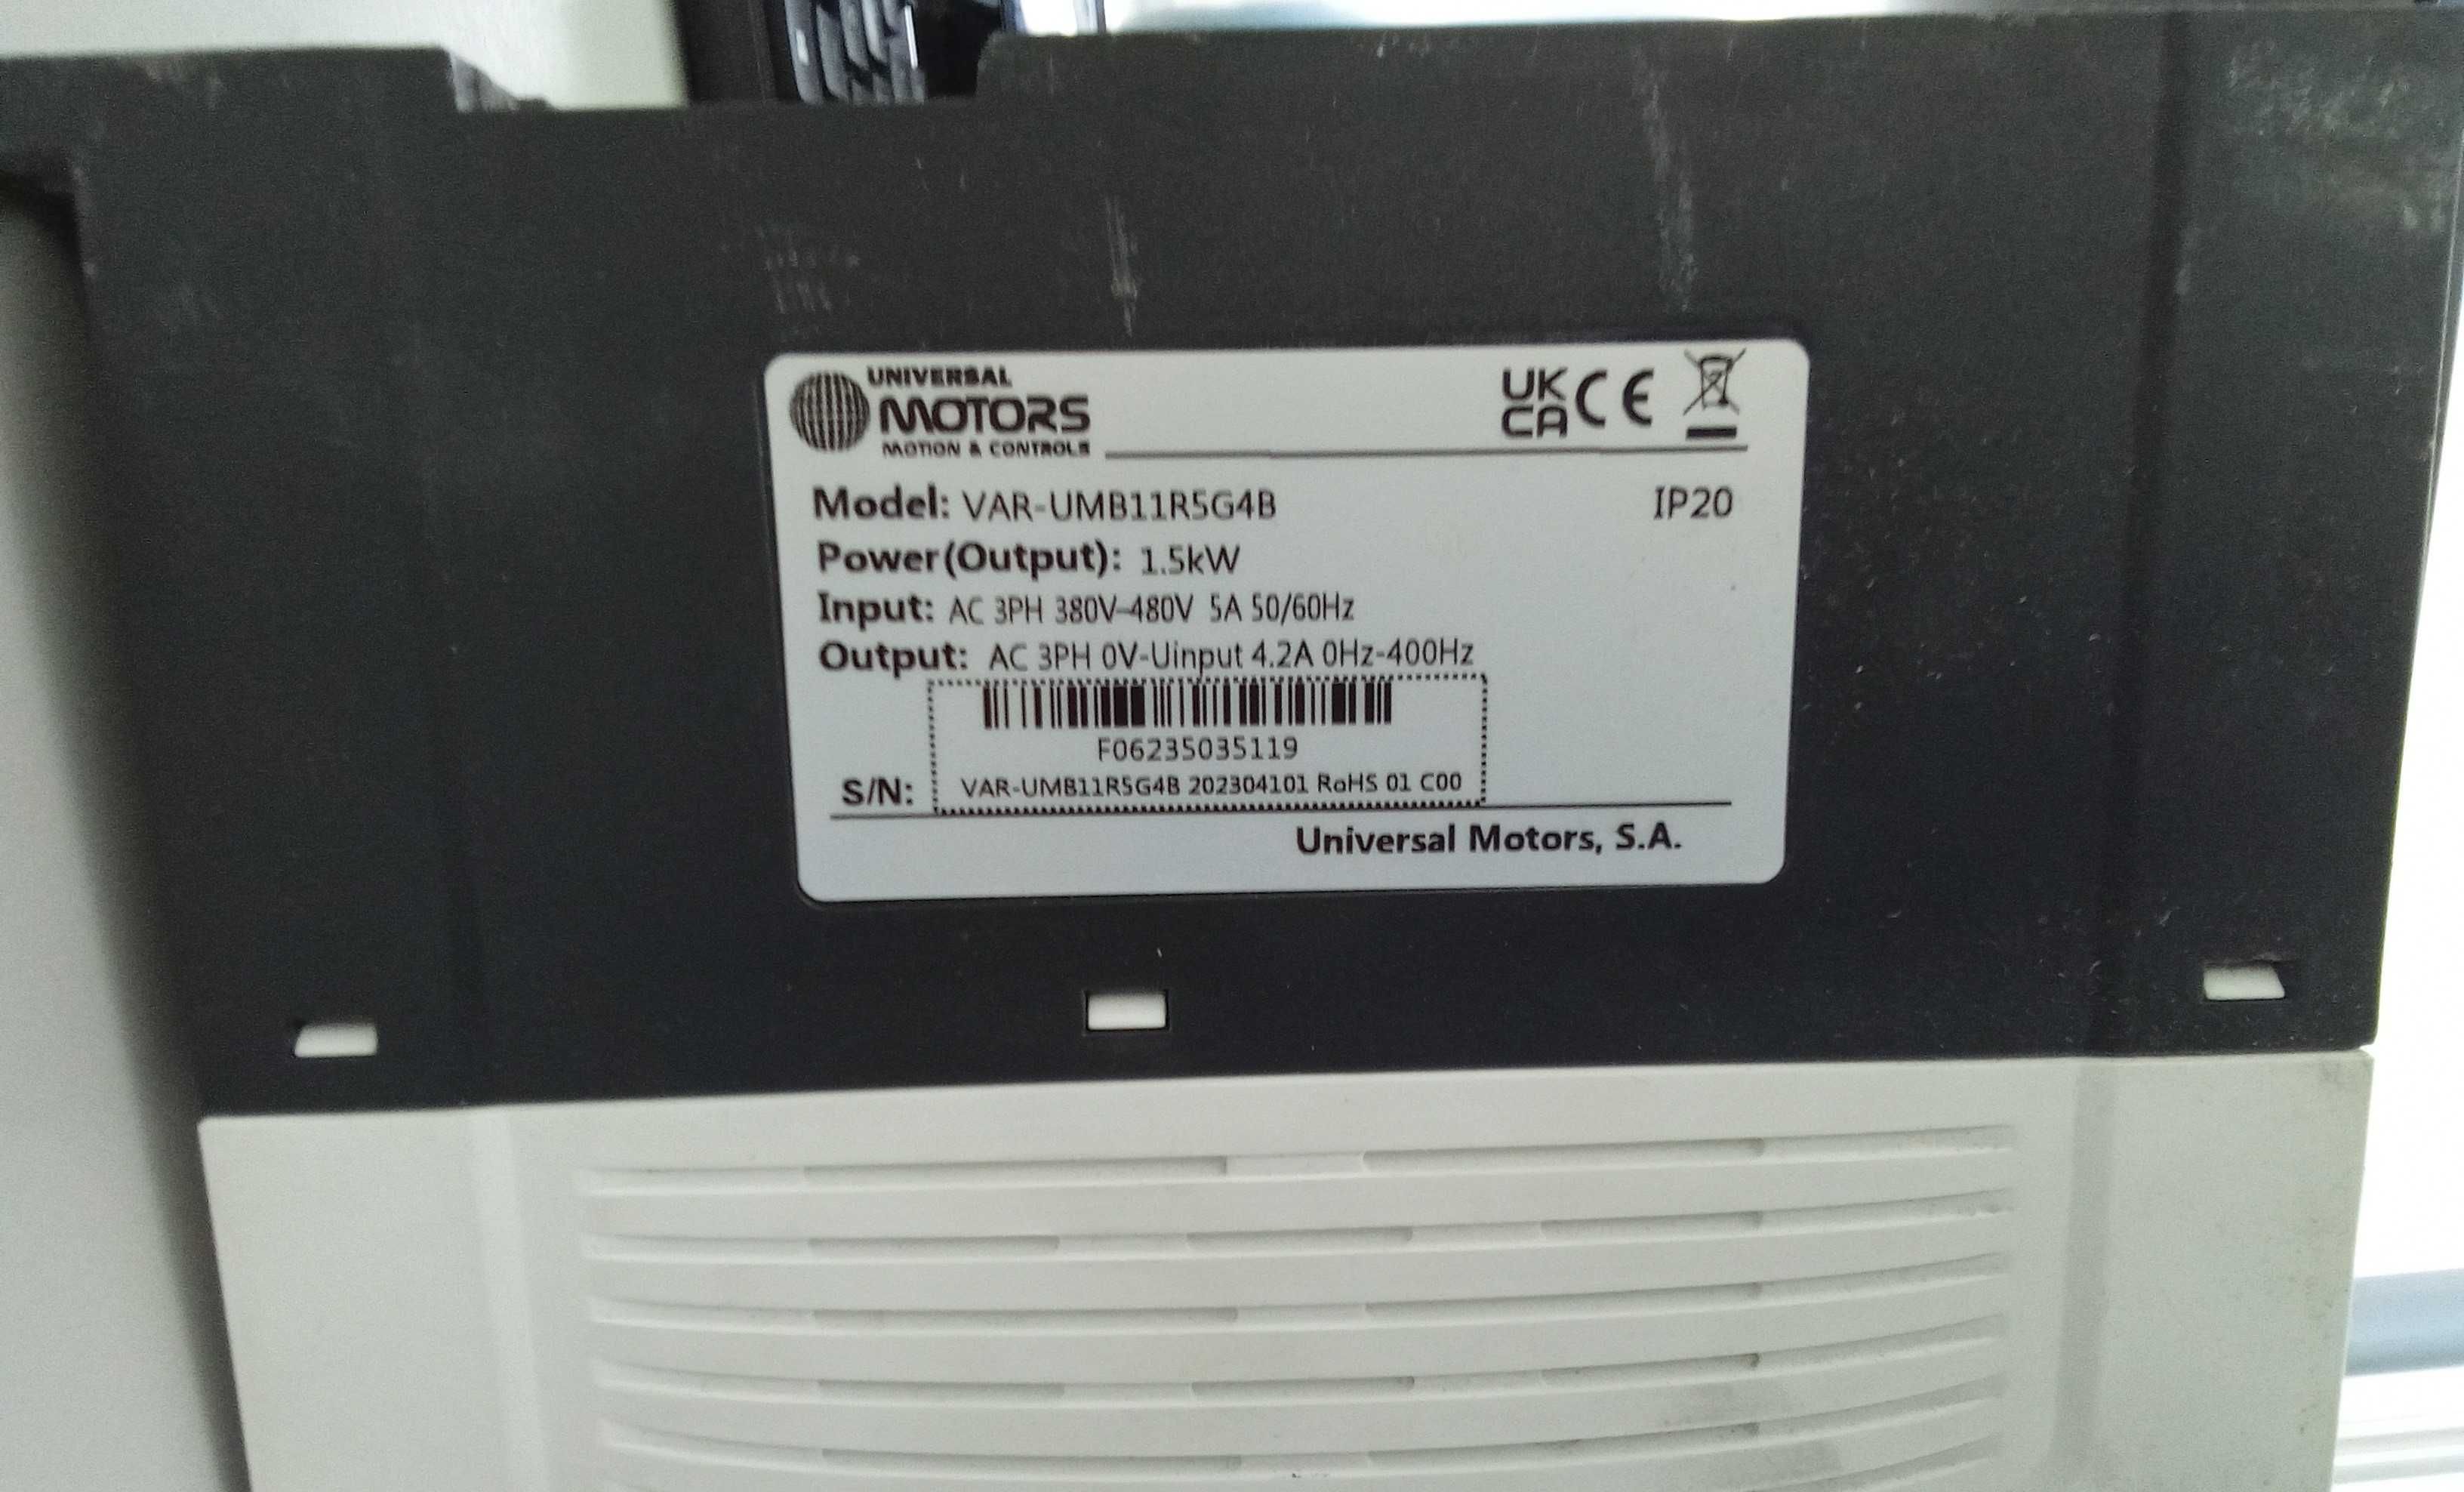 UNIVERSAL
MOTORS
MOTION & CONTROLS
UK
CA
CE
Model: VAR-UMB11R5G4B IP20
Power(Output): 1.5kW
Input: AC 3PH 380V-480V 5A 50/60Hz
Output: AC 3PH 0V-Uinput 4.2A 0Hz-400Hz
F06235035119
S/N: VAR-UMB11R5G4B 202304101 RoHS 01 C00
Universal Motors, S.A.